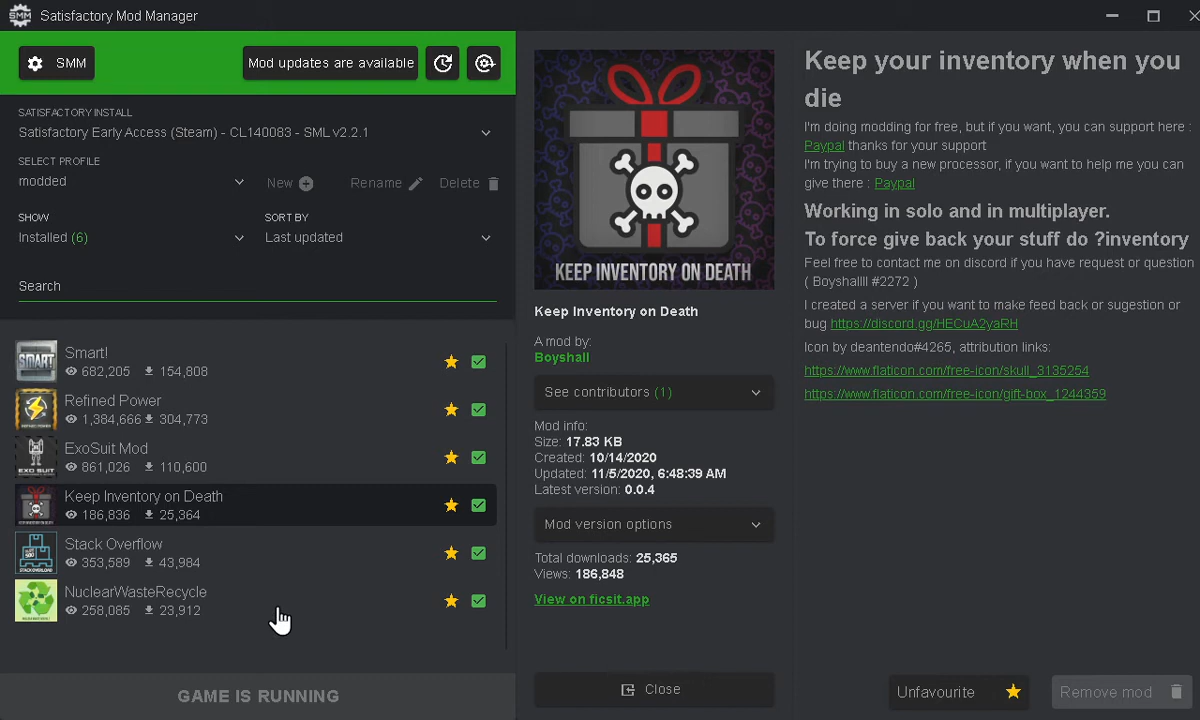 Satisfactory Mod Manager
SMM
Mod updates are available
SATISFACTORY INSTALL
Satisfactory Early Access (Steam) - CL140083 - SML v2.2.1
SELECT PROFILE
modded
New
Rename
Delete
SHOW
SORT BY
Installed (6)
Last updated
Search
SMART
Smart!
682,205 154,808
REFINED POWER
Refined Power
1,384,666 304,773
EXO SUIT
ExoSuit Mod
861,026 110,600
Keep Inventory on Death
186,836 25,364
STACK OVERFLOW
Stack Overflow
353,589 43,984
NuclearWasteRecycle
258,085 23,912
GAME IS RUNNING
KEEP INVENTORY ON DEATH
Keep Inventory on Death
A mod by:
Boyshall
See contributors (1)
Mod info:
Size: 17.83 KB
Created: 10/14/2020
Updated: 11/5/2020, 6:48:39 AM
Latest version: 0.0.4
Mod version options
Total downloads: 25,365
Views: 186,848
View on ficsit.app
Close
Keep your inventory when you
die
I'm doing modding for free, but if you want, you can support here :
Paypal thanks for your support
I'm trying to buy a new processor, if you want to help me you can
give there : Paypal
Working in solo and in multiplayer.
To force give back your stuff do ?inventory
Feel free to contact me on discord if you have request or question
( Boyshallll #2272 )
I created a server if you want to make feed back or sugestion or
bug https://discord.gg/HECuA2yaRH
Icon by deantendo#4265, attribution links:
https://www.flaticon.com/free-icon/skull_3135254
https://www.flaticon.com/free-icon/gift-box_1244359
Unfavourite
Remove mod